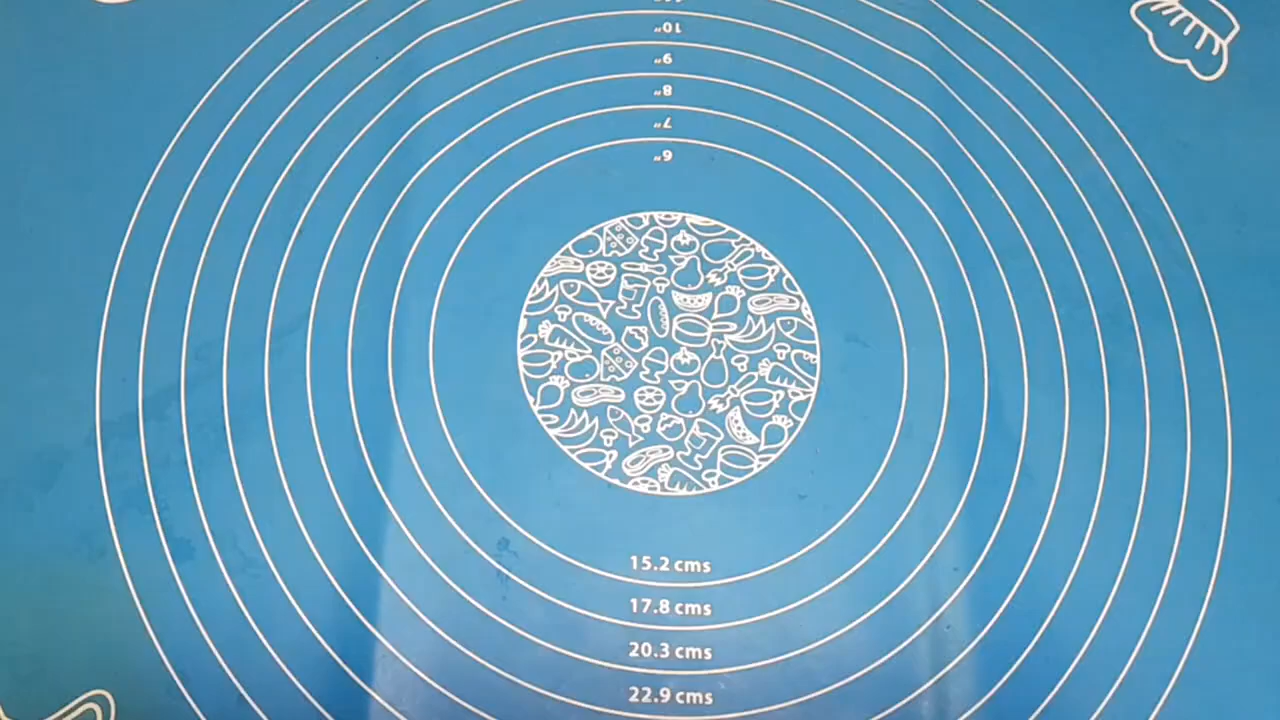 10"
9"
8"
7"
6"
15.2 cms
17.8 cms
20.3 cms
22.9 cms